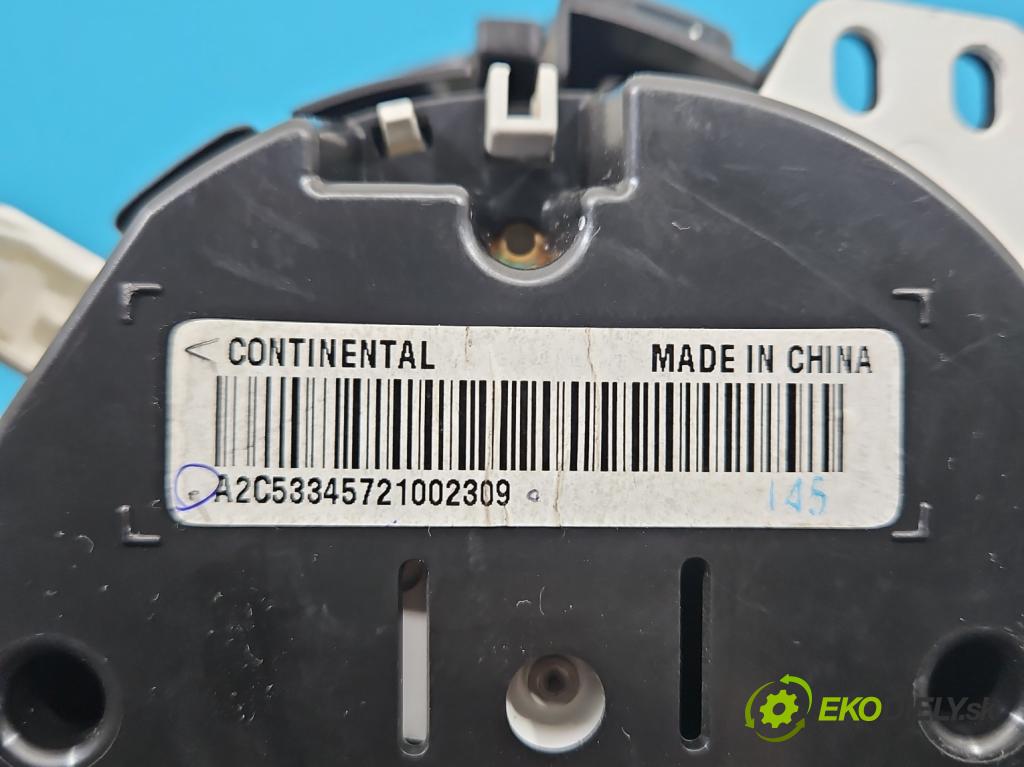 CONTINENTAL MADE IN CHINA
A2C53345721002309
145
EKODIELY.sk